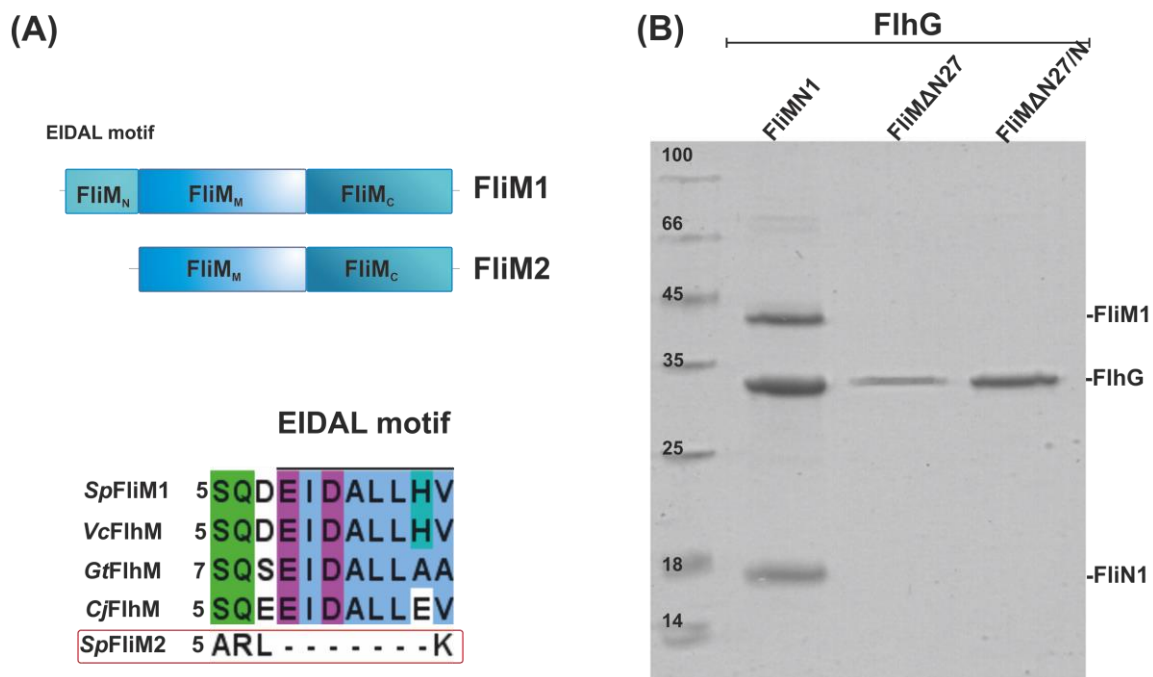 (A)
EIDAL motif
FliMN FliMM FliMC FliM1
FliMM FliMC FliM2
EIDAL motif
SpFliM1 5 SQDEIDALLHV
VcFlhM 5 SQDEIDALLHV
GtFlhM 7 SQSEIDALLAA
CjFlhM 5 SQEEIDALLEV
SpFliM2 5 ARL-------K
(B)
FlhG
FliMN1 FliMΔN27 FliMΔN27/N
100
66
45
-FliM1
35
-FlhG
25
18
-FliN1
14